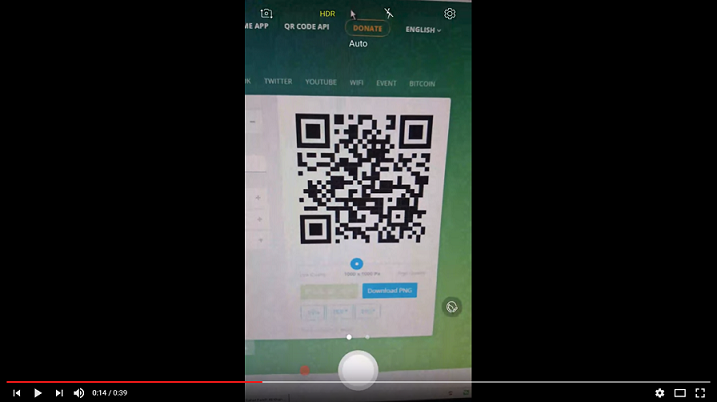 HDR
ME APP QR CODE API DONATE ENGLISH
Auto
TWITTER YOUTUBE WIFI EVENT BITCOIN
Download PNG
0:14 / 0:39